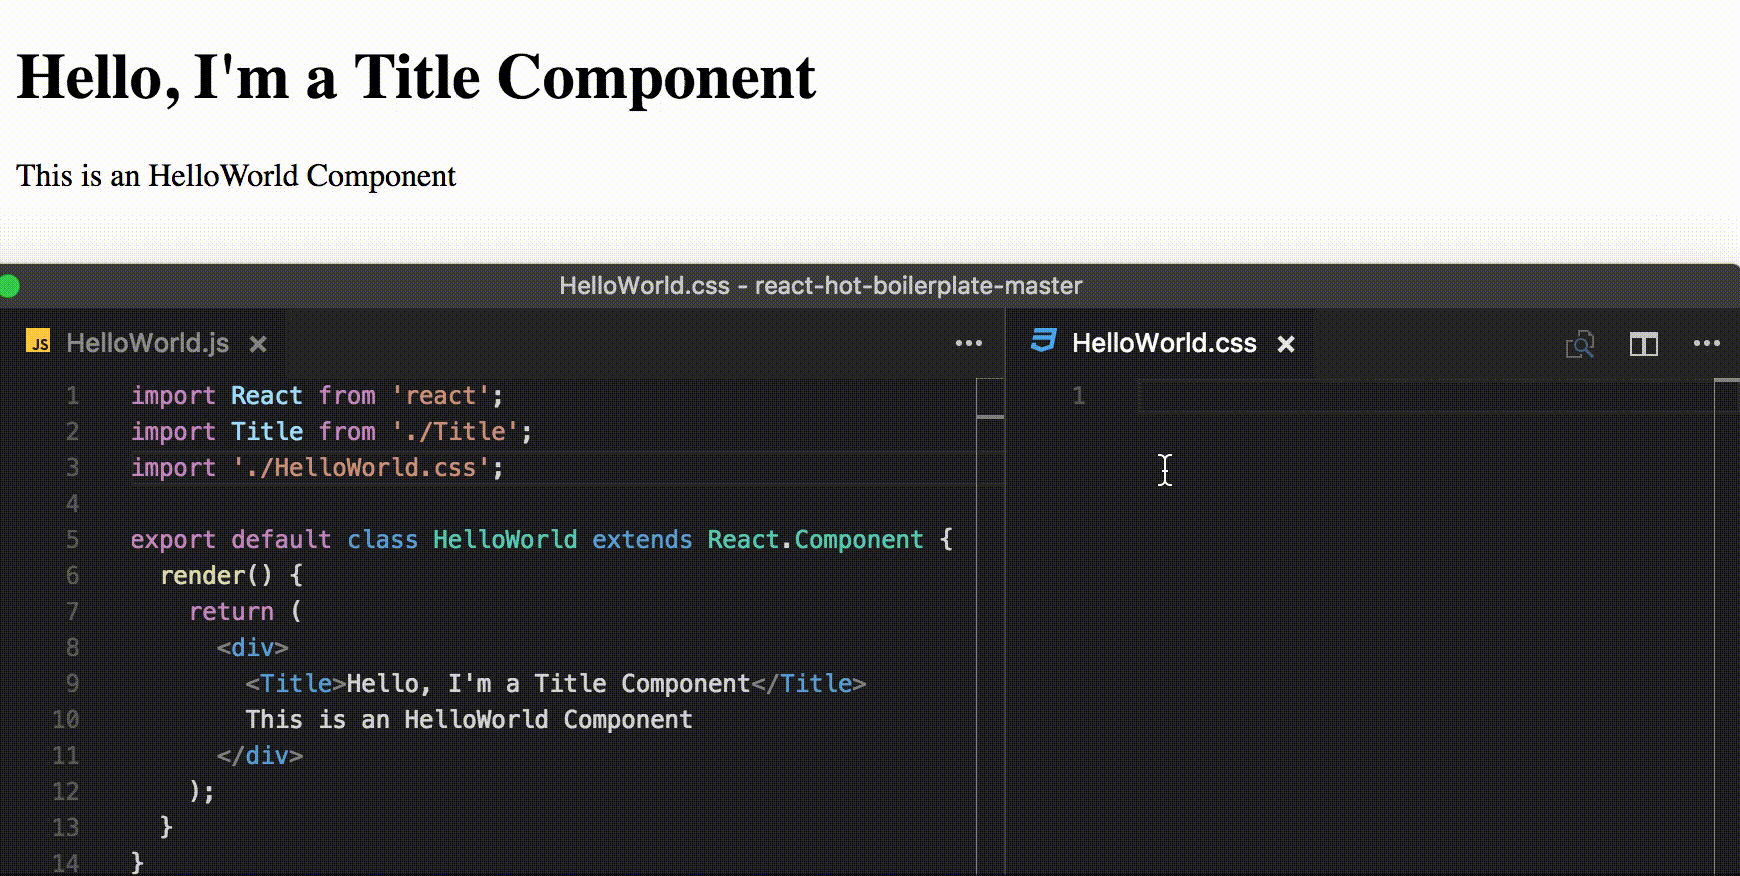 Hello, I'm a Title Component
This is an HelloWorld Component
HelloWorld.css - react-hot-boilerplate-master
JS HelloWorld.js × ···
HelloWorld.css × ···
1 import React from 'react';
2 import Title from './Title';
3 import './HelloWorld.css';
4
5 export default class HelloWorld extends React.Component {
6 render() {
7 return (
8 <div>
9 <Title>Hello, I'm a Title Component</Title>
10 This is an HelloWorld Component
11 </div>
12 );
13 }
14 }
1